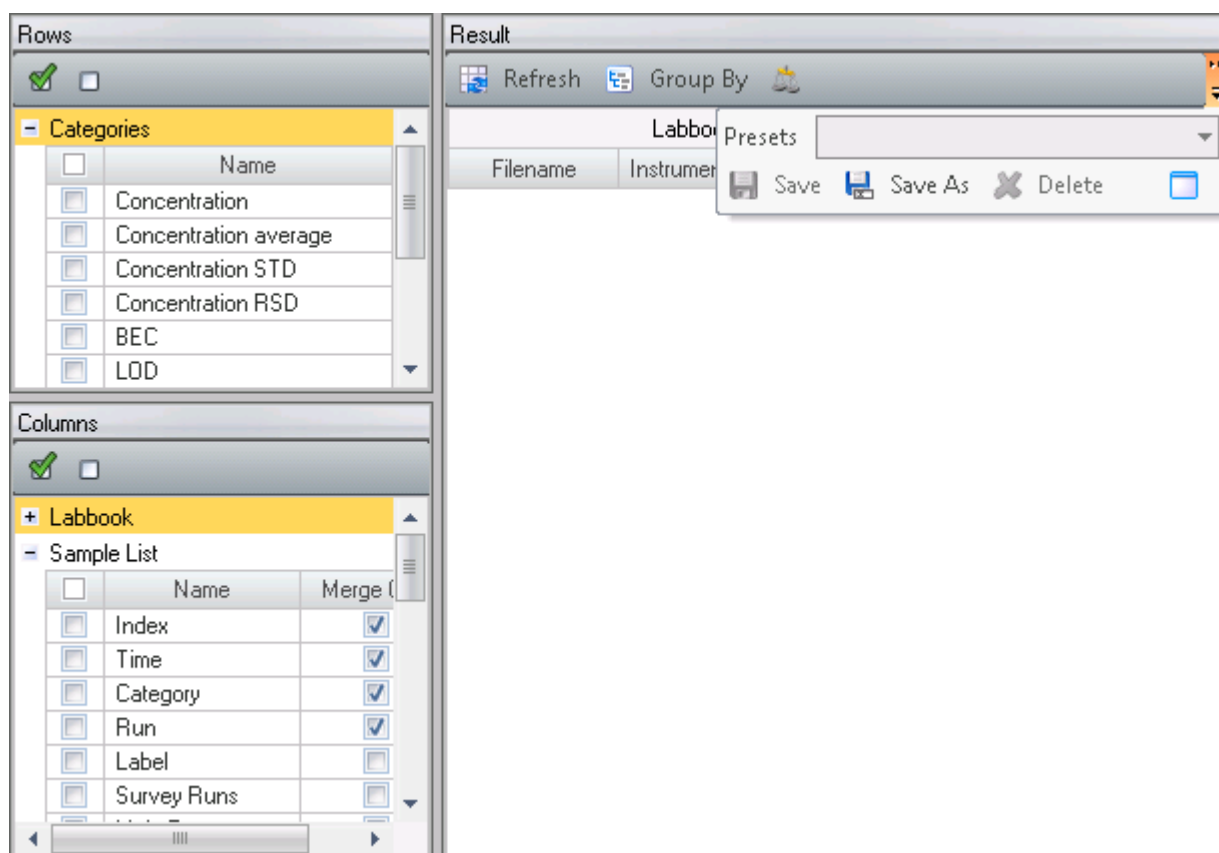 Rows
Categories
Name
Concentration
Concentration average
Concentration STD
Concentration RSD
BEC
LOD
Columns
Labbook
Sample List
Name Merge
Index
Time
Category
Run
Label
Survey Runs
Result
Refresh Group By
Presets
Filename
Save Save As Delete